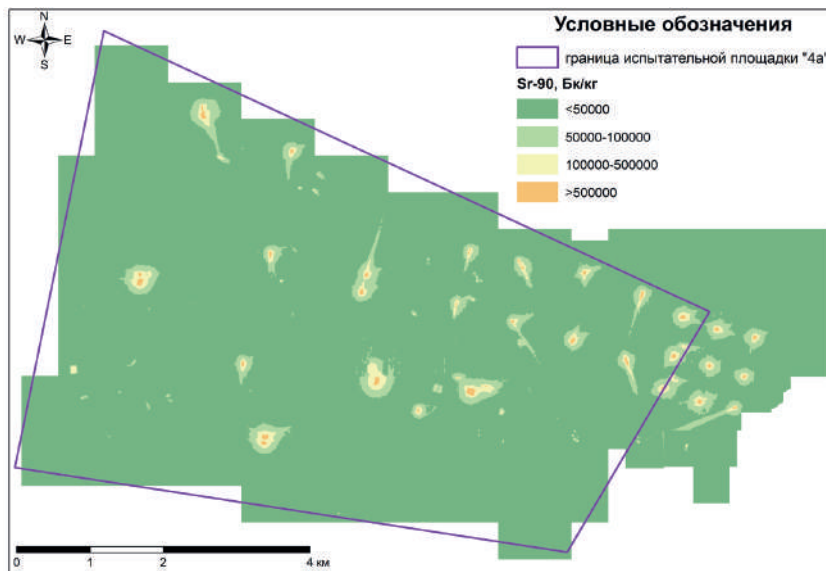 Условные обозначения
N
W E
S
граница испытательной площадки "4а"
Sr-90, Бк/кг
<50000
50000-100000
100000-500000
>500000
0 1 2 4 км